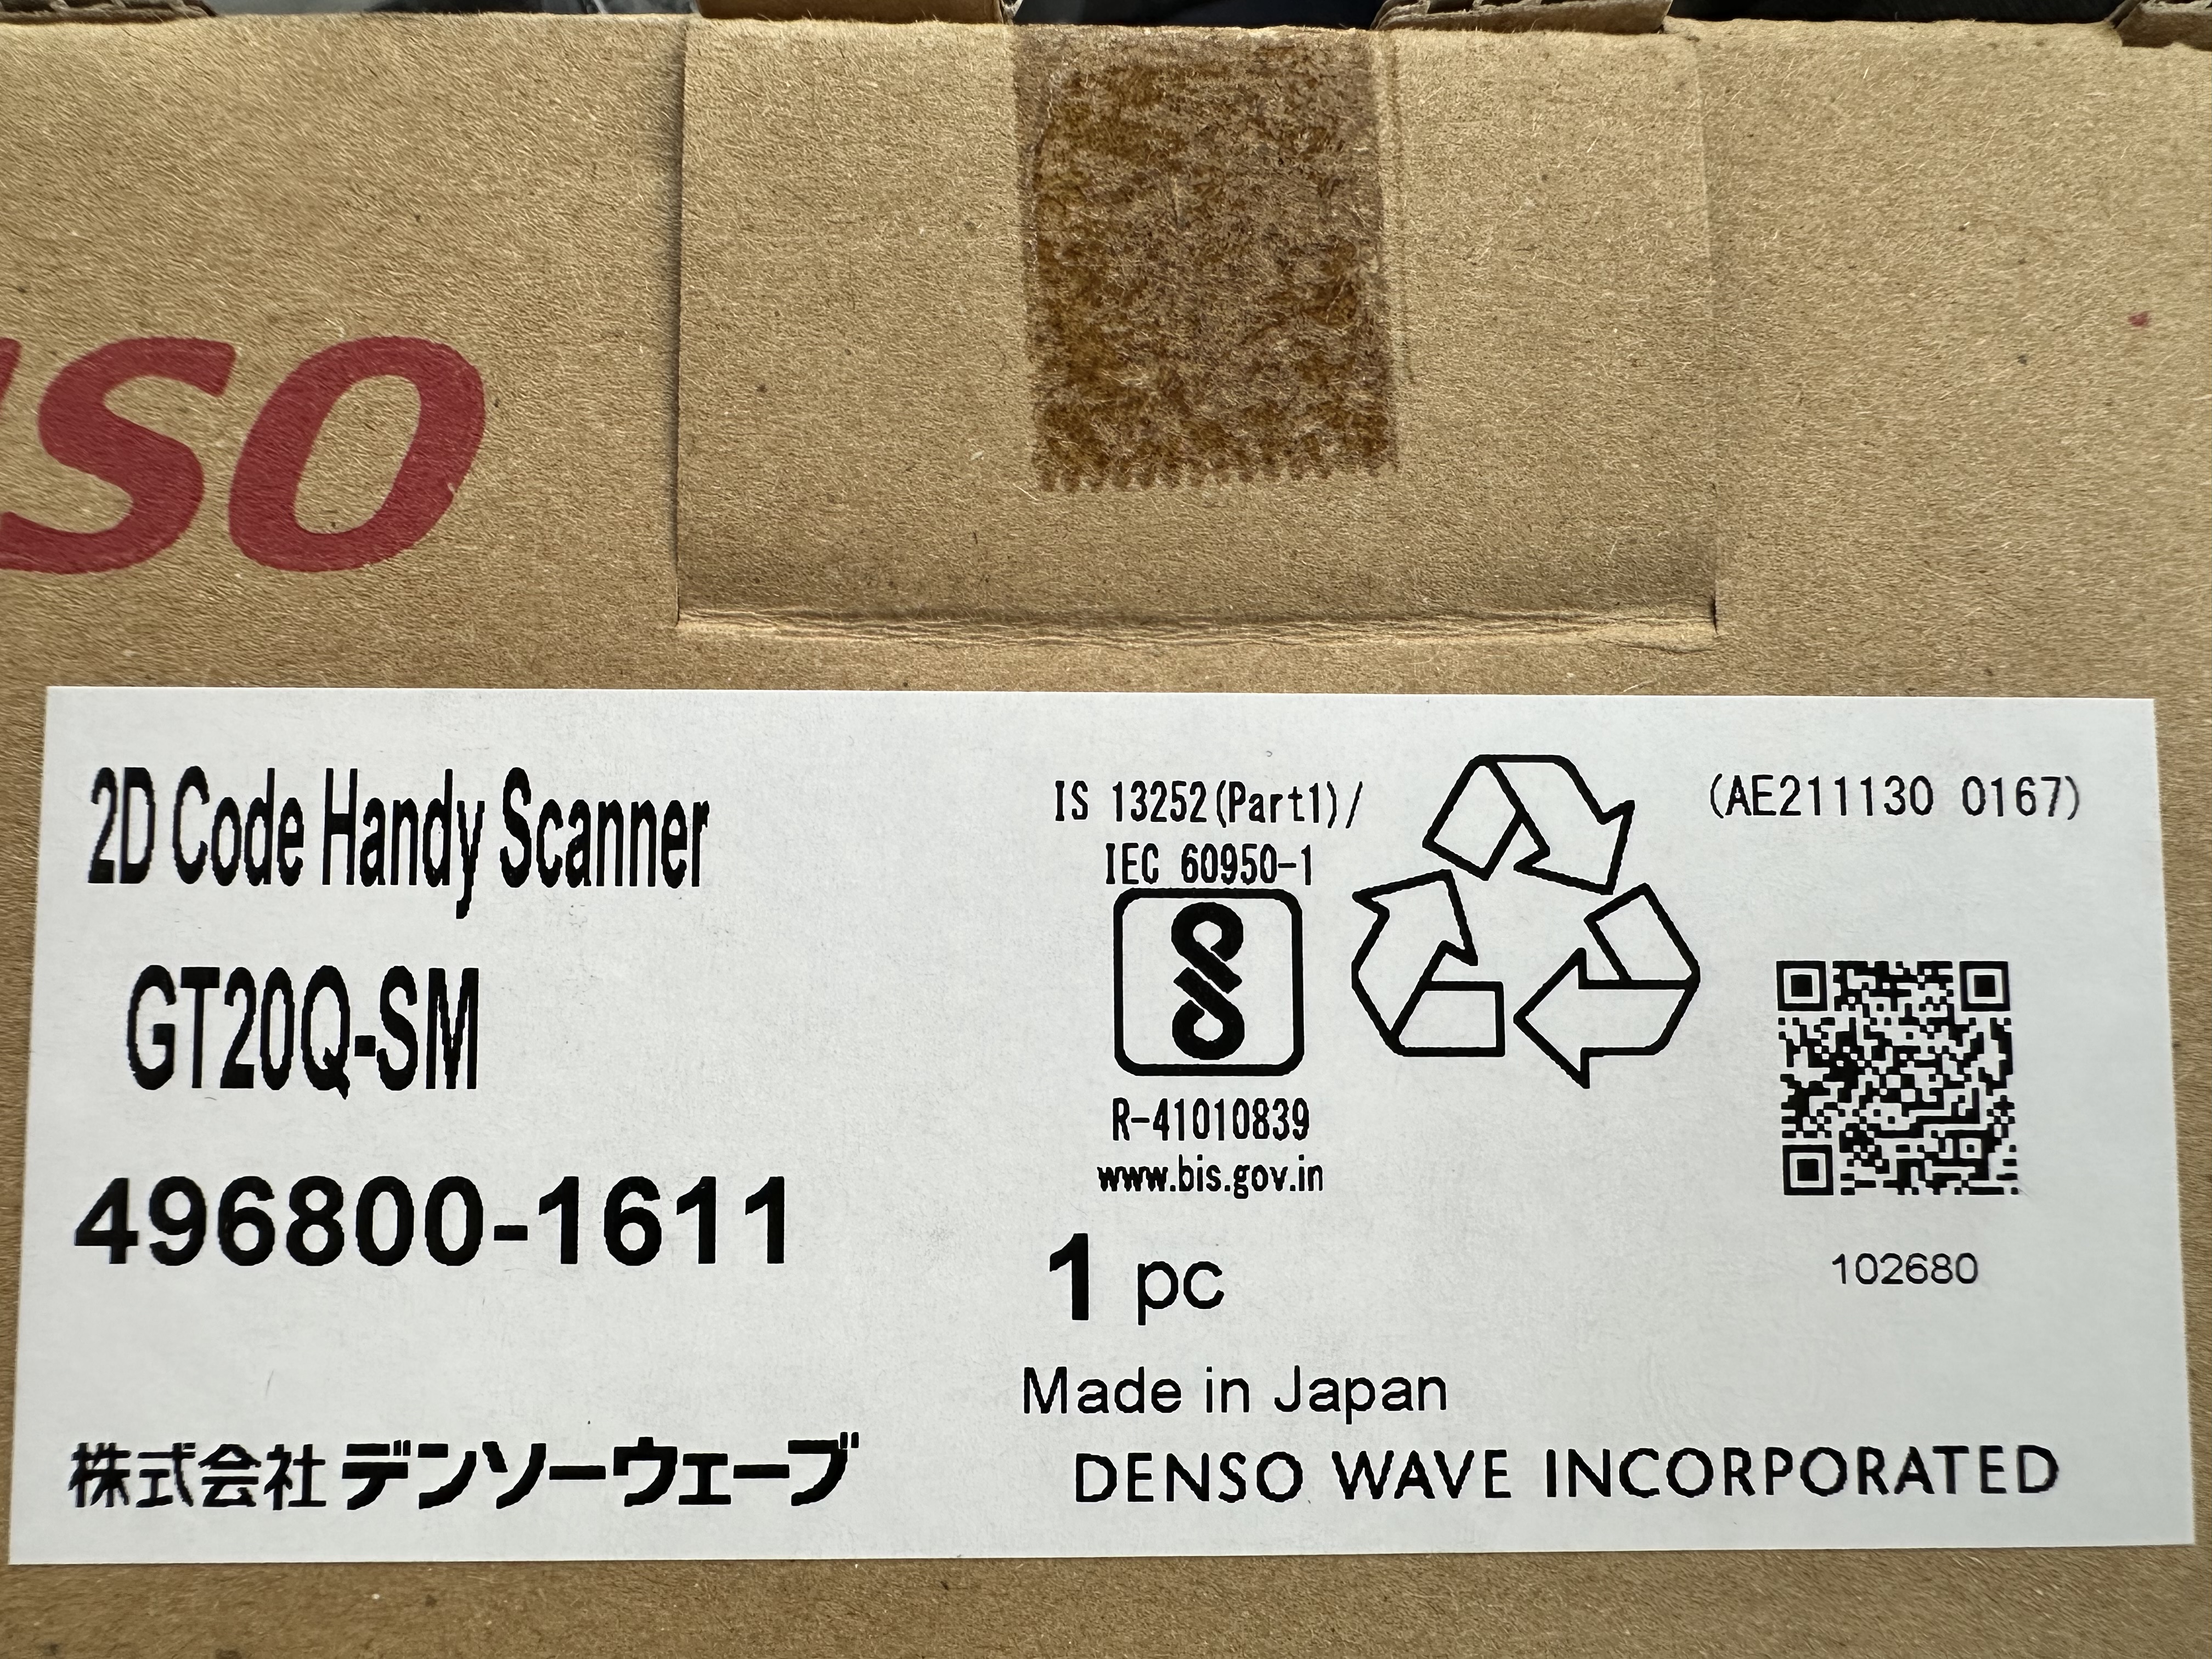 SO
2D Code Handy Scanner
GT20Q-SM
496800-1611
株式会社デンソーウェーブ
IS 13252(Part1)/
IEC 60950-1
R-41010839
www.bis.gov.in
1 pc
Made in Japan
DENSO WAVE INCORPORATED
(AE211130 0167)
102680